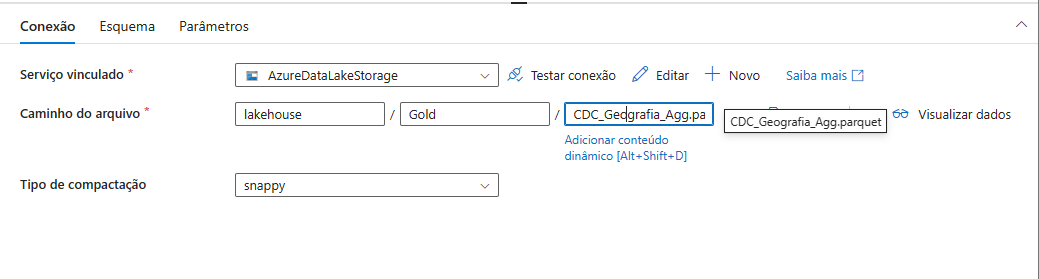 Conexão Esquema Parâmetros
Serviço vinculado * AzureDataLakeStorage Testar conexão Editar Novo Saiba mais
Caminho do arquivo * lakehouse / Gold / CDC_Geografia_Agg.pa CDC_Geografia_Agg.parquet Visualizar dados
Adicionar conteúdo
dinâmico [Alt+Shift+D]
Tipo de compactação snappy